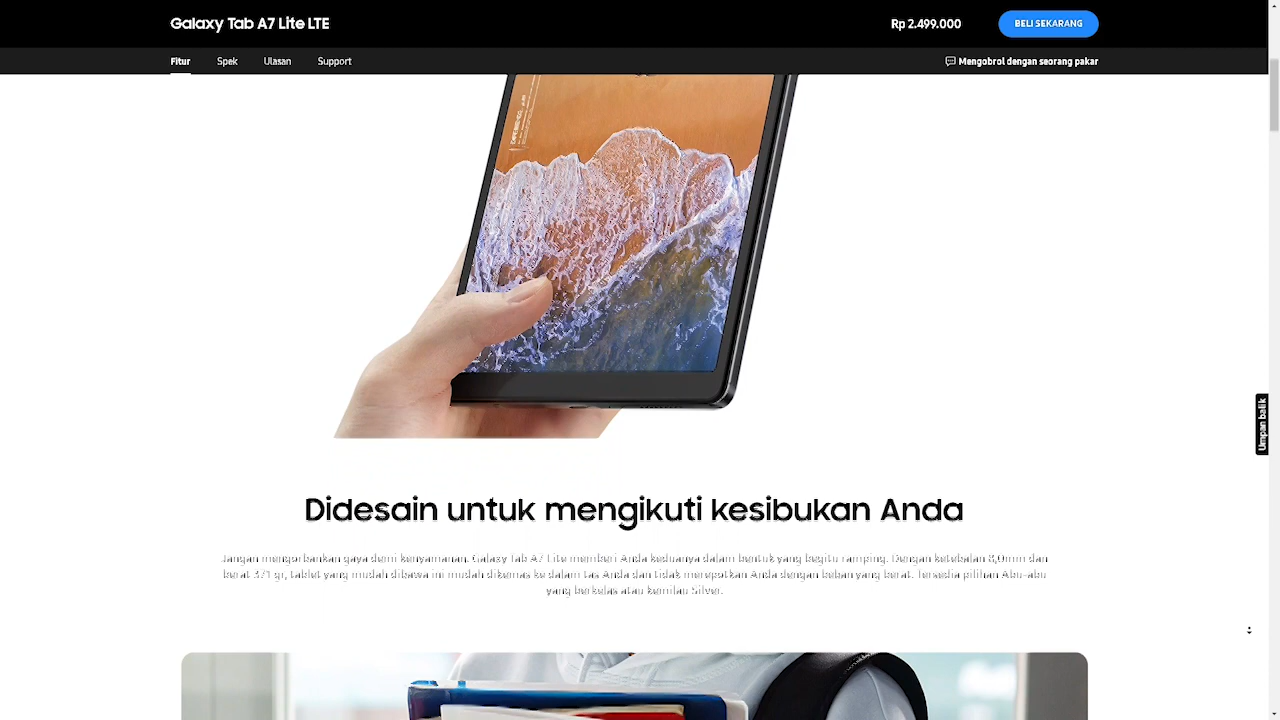 Galaxy Tab A7 Lite LTE
Rp 2.499.000
BELI SEKARANG
Fitur
Spek
Ulasan
Support
Mengobrol dengan seorang pakar
Umpan balik
Didesain untuk mengikuti kesibukan Anda
Jangan mengorbankan gaya demi kenyamanan. Galaxy Tab A7 Lite memberi Anda keduanya dalam bentuk yang begitu ramping. Dengan ketebalan 8,0mm dan
berat 371 gr, tablet yang mudah dibawa ini mudah dikemas ke dalam tas Anda dan tidak merepotkan Anda dengan beban yang berat. Tersedia pilihan Abu-abu
yang berkelas atau kemilau Silver.